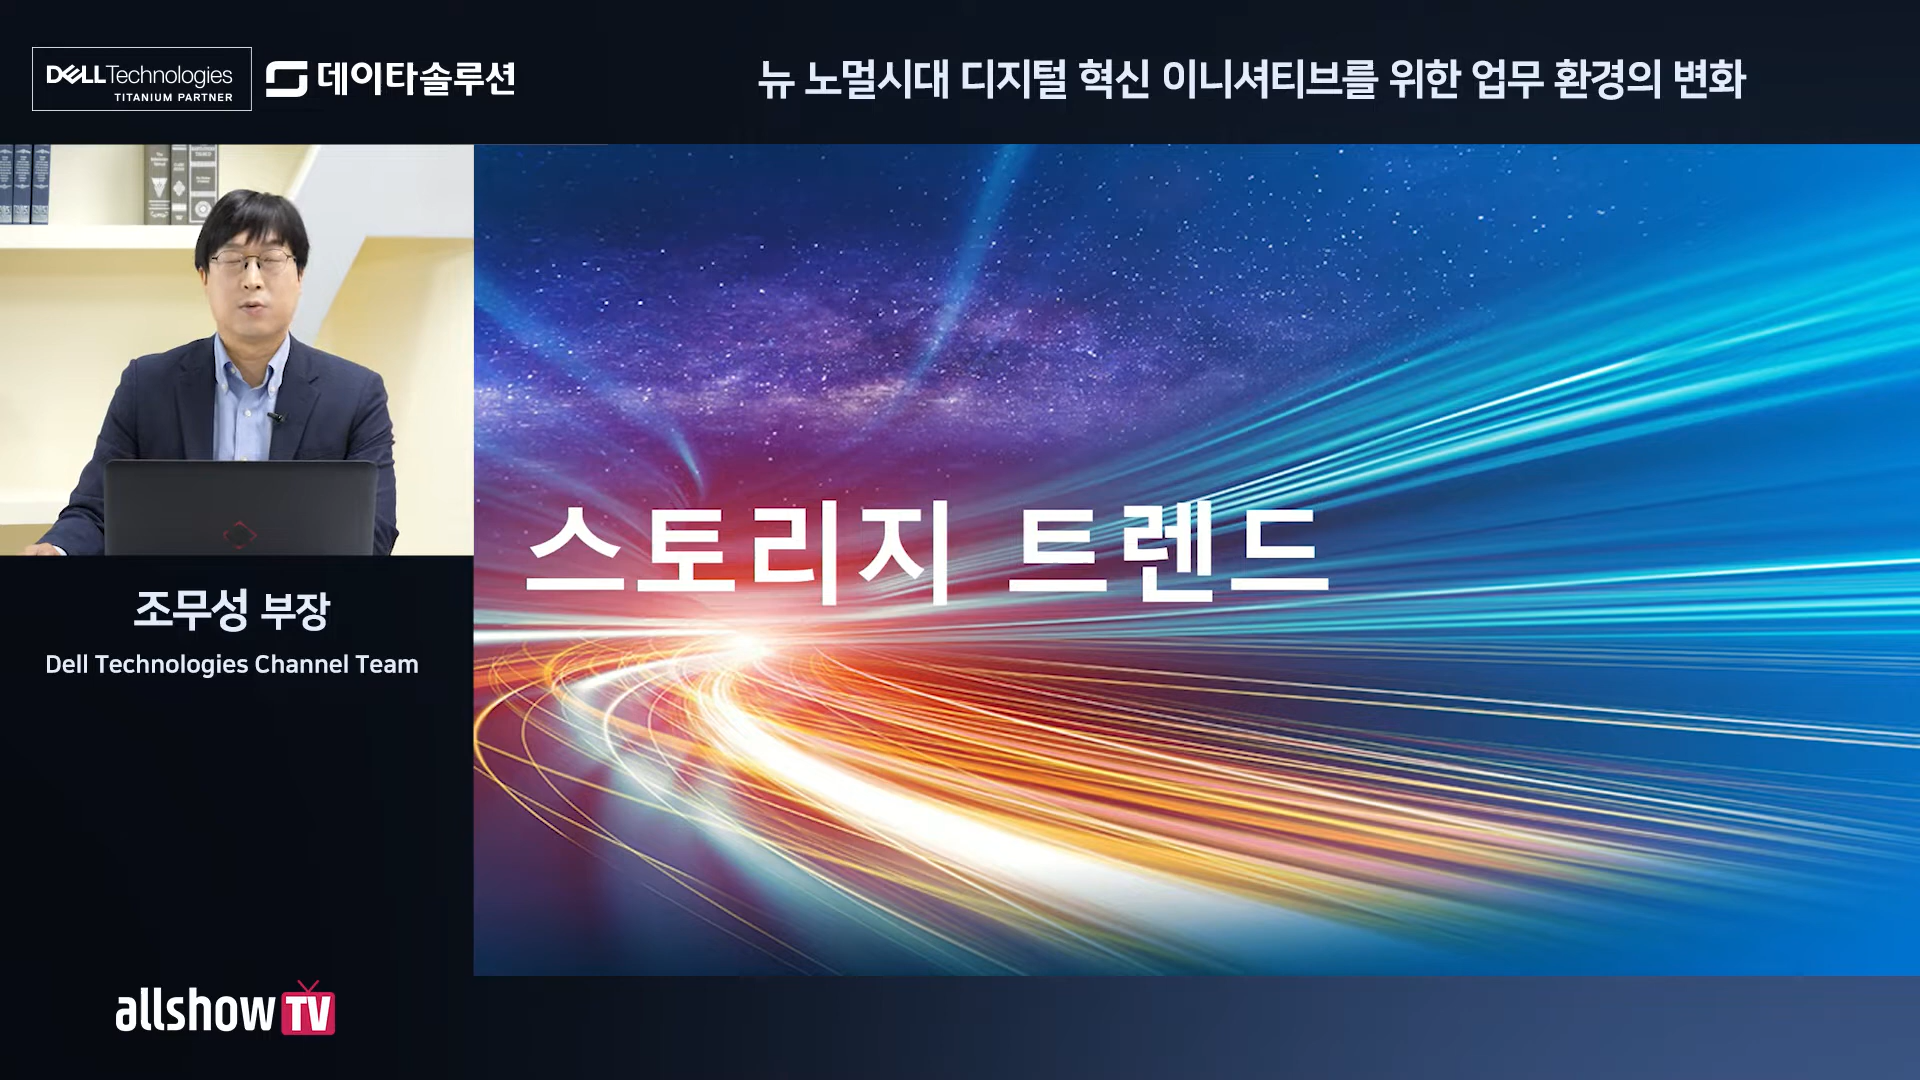 DELL Technologies
TITANIUM PARTNER
데이타솔루션
뉴 노멀시대 디지털 혁신 이니셔티브를 위한 업무 환경의 변화
스토리지 트렌드
조무성 부장
Dell Technologies Channel Team
allshow TV